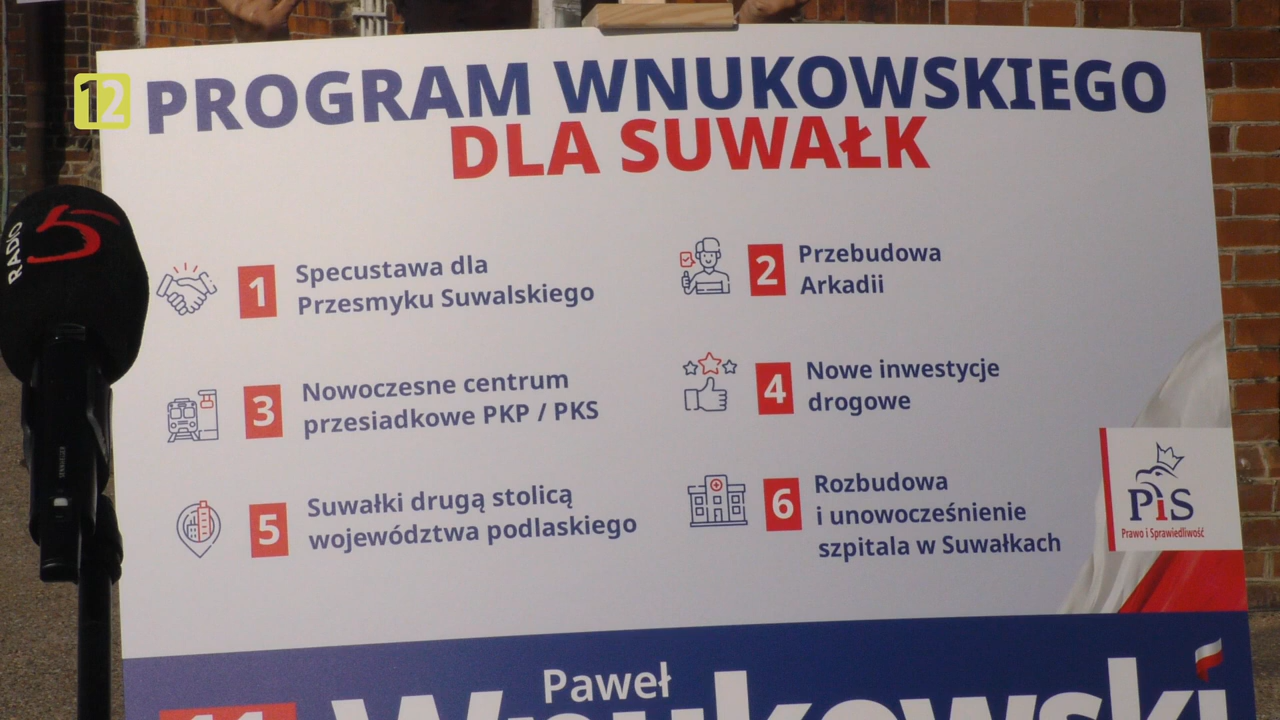 12
PROGRAM WNUKOWSKIEGO
DLA SUWAŁK
RADIO 5
1
Specustawa dla
Przesmyku Suwalskiego
2
Przebudowa
Arkadii
3
Nowoczesne centrum
przesiadkowe PKP / PKS
4
Nowe inwestycje
drogowe
5
Suwałki drugą stolicą
województwa podlaskiego
6
Rozbudowa
i unowocześnienie
szpitala w Suwałkach
PiS
Prawo i Sprawiedliwość
Paweł
11 Wnukowski